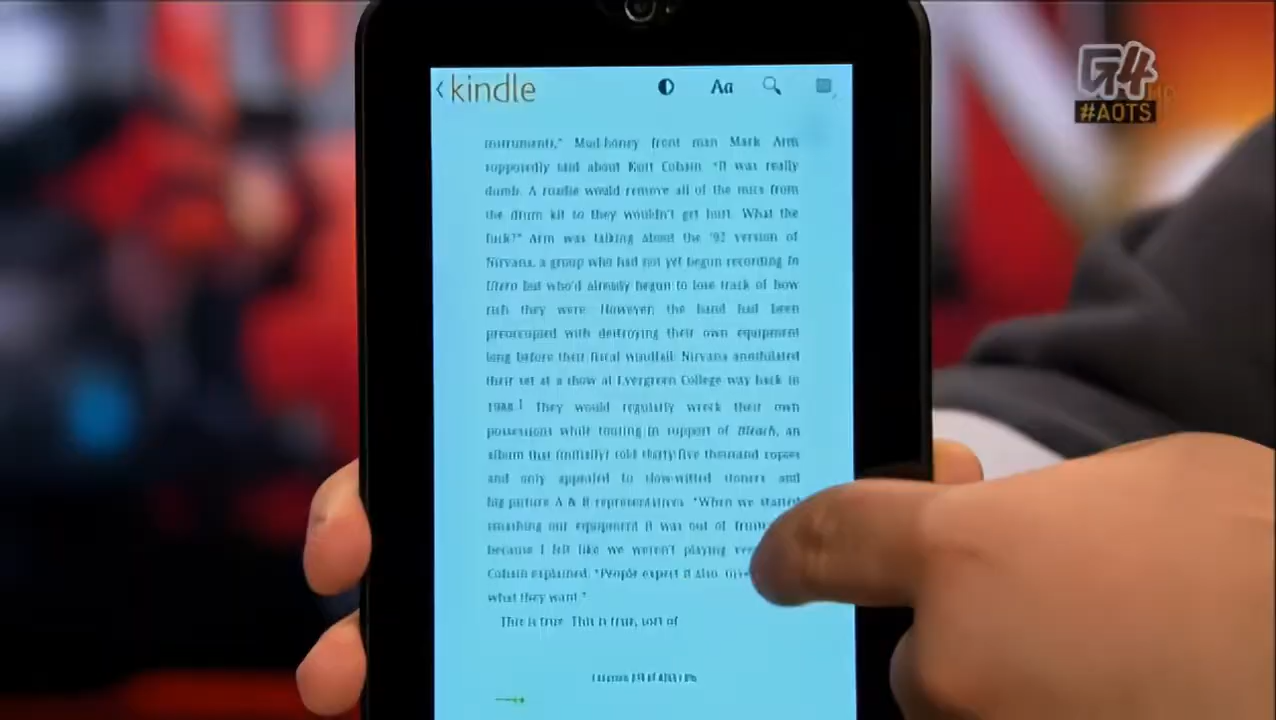 G4
#AOTS
kindle
Aa
instruments," Mudhoney front man Mark Arm
supposedly said about Kurt Cobain. "It was really
dumb. A roadie would remove all of the mics from
the drum kit so they wouldn't get hurt. What the
fuck?" Arm was talking about the '92 version of
Nirvana, a group who had not yet begun recording In
Utero but who'd already begun to lose track of how
rich they were. However, the band had been
preoccupied with destroying their own equipment
long before their fiscal windfall: Nirvana annihilated
their set at a show at Evergreen College way back in
1988.1 They would regularly wreck their own
possessions while touring in support of Bleach, an
album that (initially) sold thirty-five thousand copies
and only appealed to slow-witted stoners and
big-picture A & R representatives. "When we started
smashing our equipment it was out of
because I felt like we weren't playing
Cobain explained. "People expect it also.
what they want."
This is true. This is true, sort of